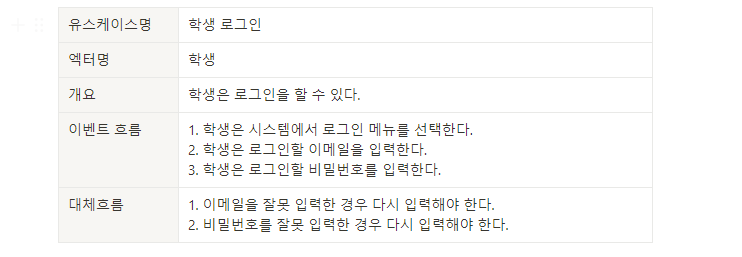 유스케이스명 학생 로그인
엑터명 학생
개요 학생은 로그인을 할 수 있다.
이벤트 흐름 1. 학생은 시스템에서 로그인 메뉴를 선택한다.
2. 학생은 로그인할 이메일을 입력한다.
3. 학생은 로그인할 비밀번호를 입력한다.
대체흐름 1. 이메일을 잘못 입력한 경우 다시 입력해야 한다.
2. 비밀번호를 잘못 입력한 경우 다시 입력해야 한다.